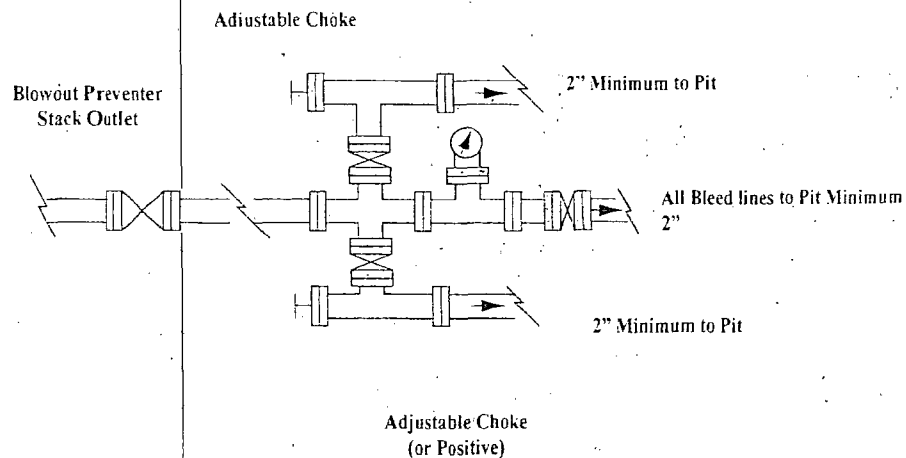 Adjustable Choke
2" Minimum to Pit
Blowout Preventer
Stack Outlet
All Bleed lines to Pit Minimum
2"
2" Minimum to Pit
Adjustable Choke
(or Positive)